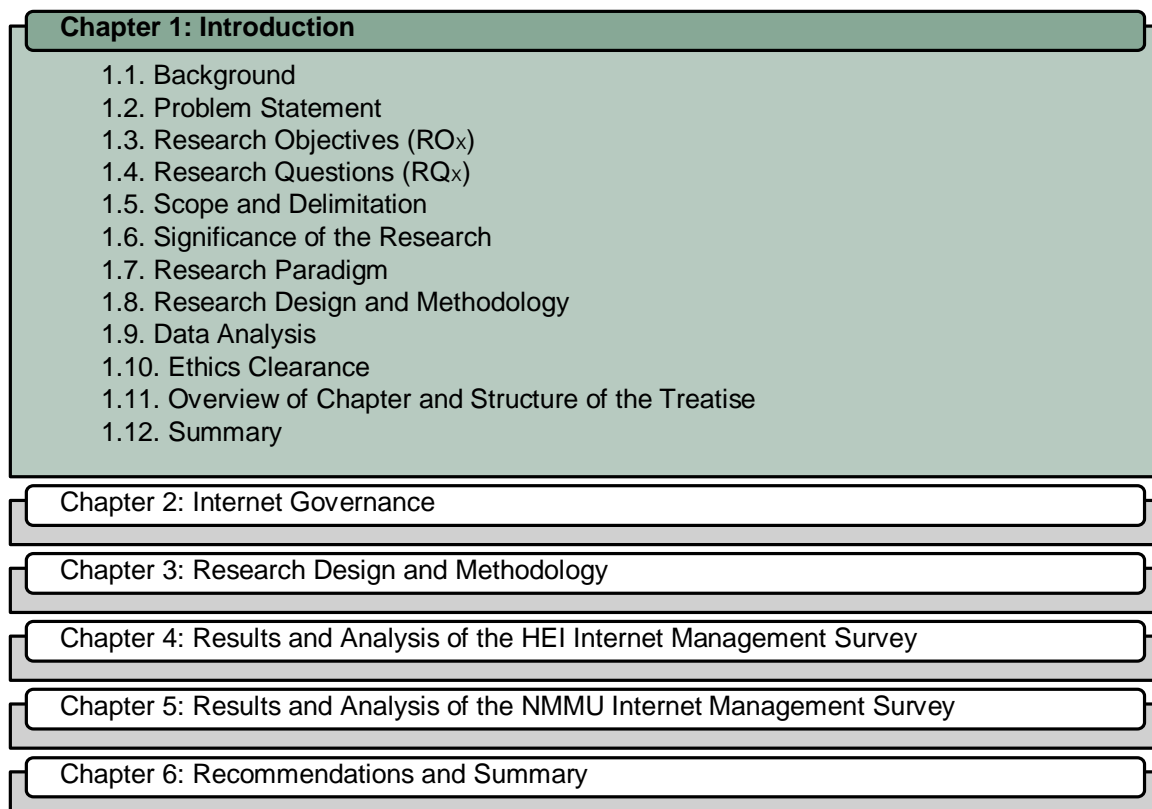 Chapter 1: Introduction
1.1. Background
1.2. Problem Statement
1.3. Research Objectives (ROx)
1.4. Research Questions (RQx)
1.5. Scope and Delimitation
1.6. Significance of the Research
1.7. Research Paradigm
1.8. Research Design and Methodology
1.9. Data Analysis
1.10. Ethics Clearance
1.11. Overview of Chapter and Structure of the Treatise
1.12. Summary
Chapter 2: Internet Governance
Chapter 3: Research Design and Methodology
Chapter 4: Results and Analysis of the HEI Internet Management Survey
Chapter 5: Results and Analysis of the NMMU Internet Management Survey
Chapter 6: Recommendations and Summary